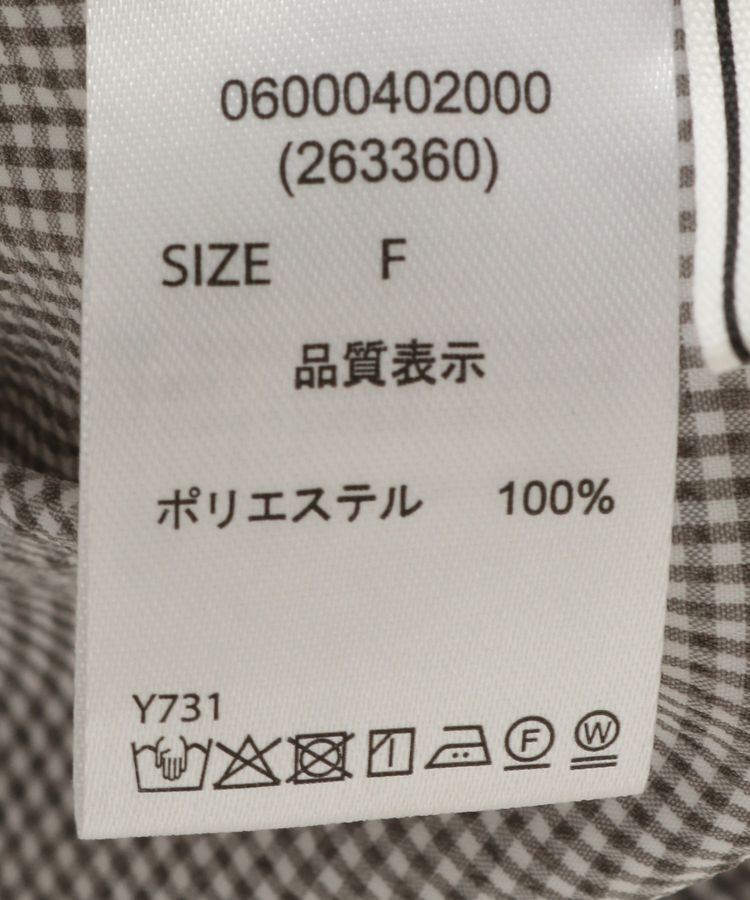 06000402000
(263360)
SIZE F
品質表示
ポリエステル 100%
Y731
F W